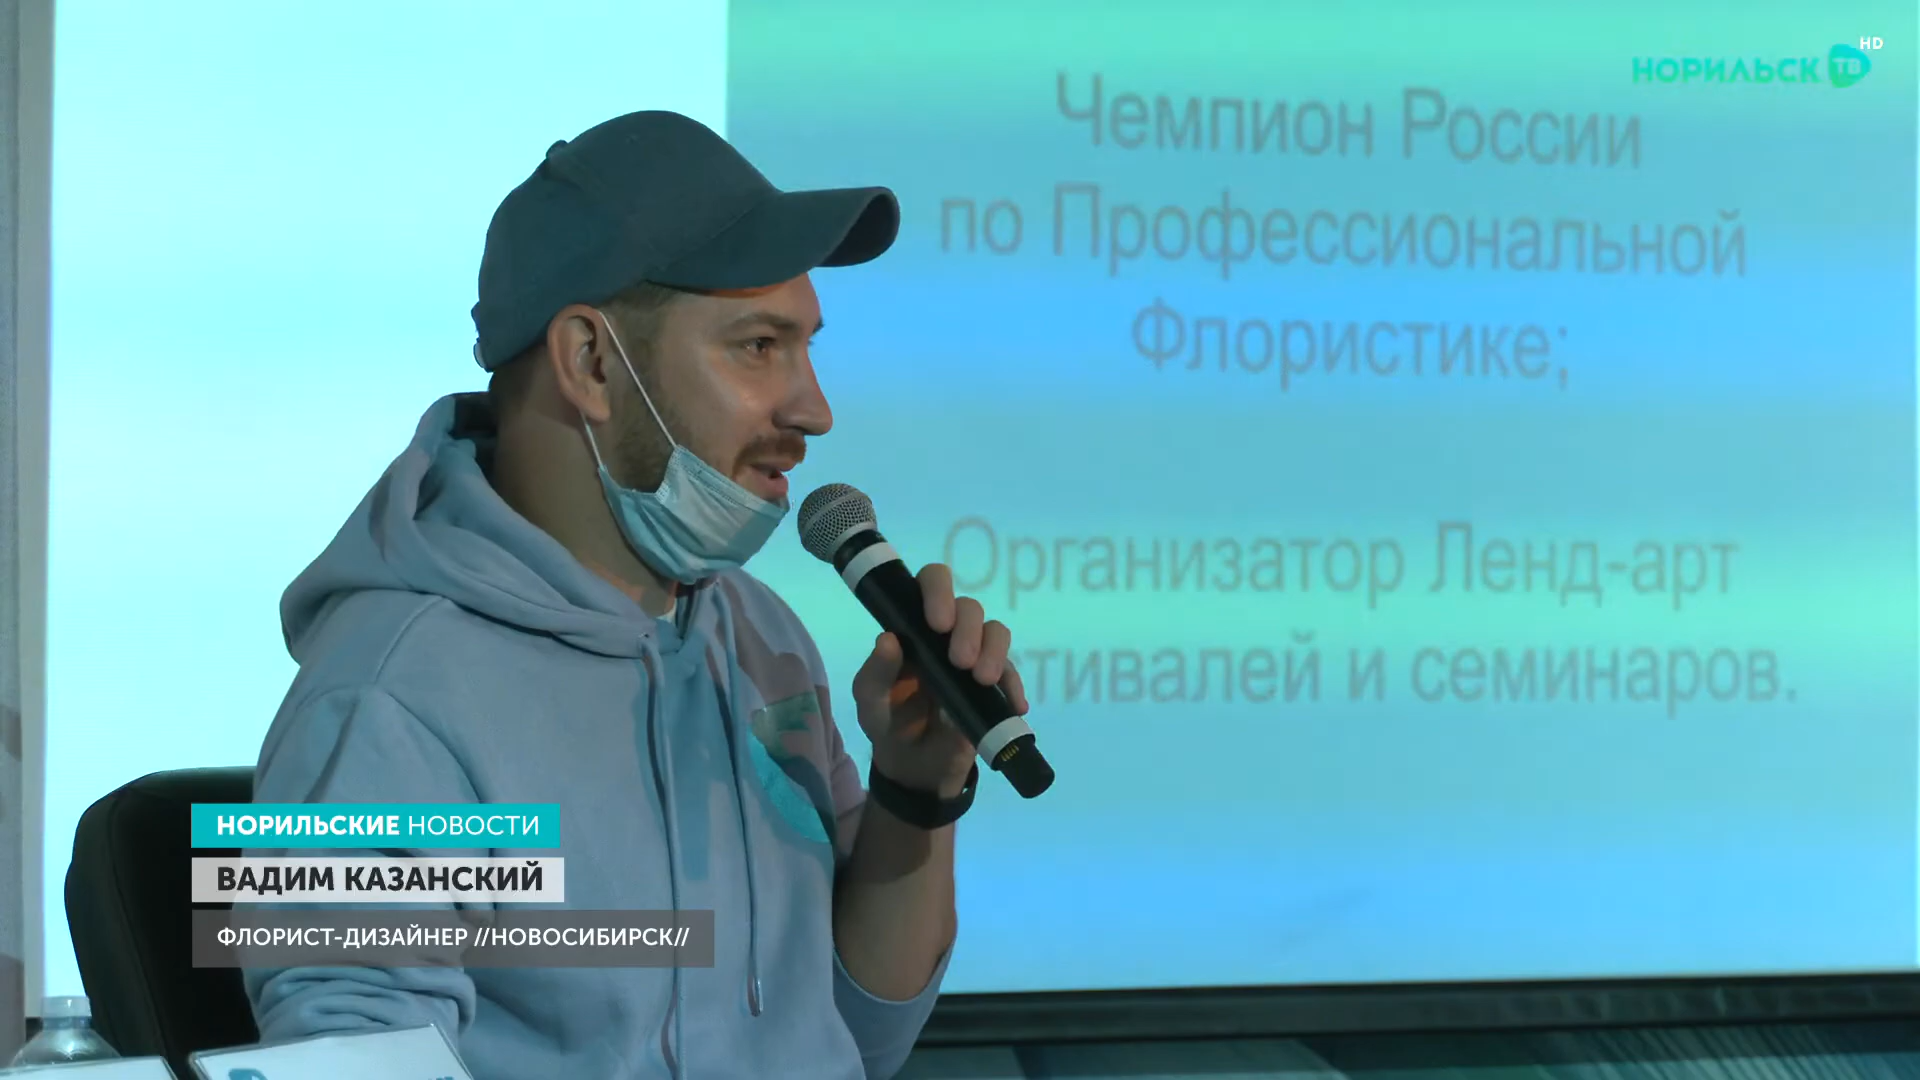 НОРИЛЬСК ТВ HD
Чемпион России
по Профессиональной
Флористике;
Организатор Ленд-арт
и семинаров.
НОРИЛЬСКИЕ НОВОСТИ
ВАДИМ КАЗАНСКИЙ
ФЛОРИСТ-ДИЗАЙНЕР //НОВОСИБИРСК//